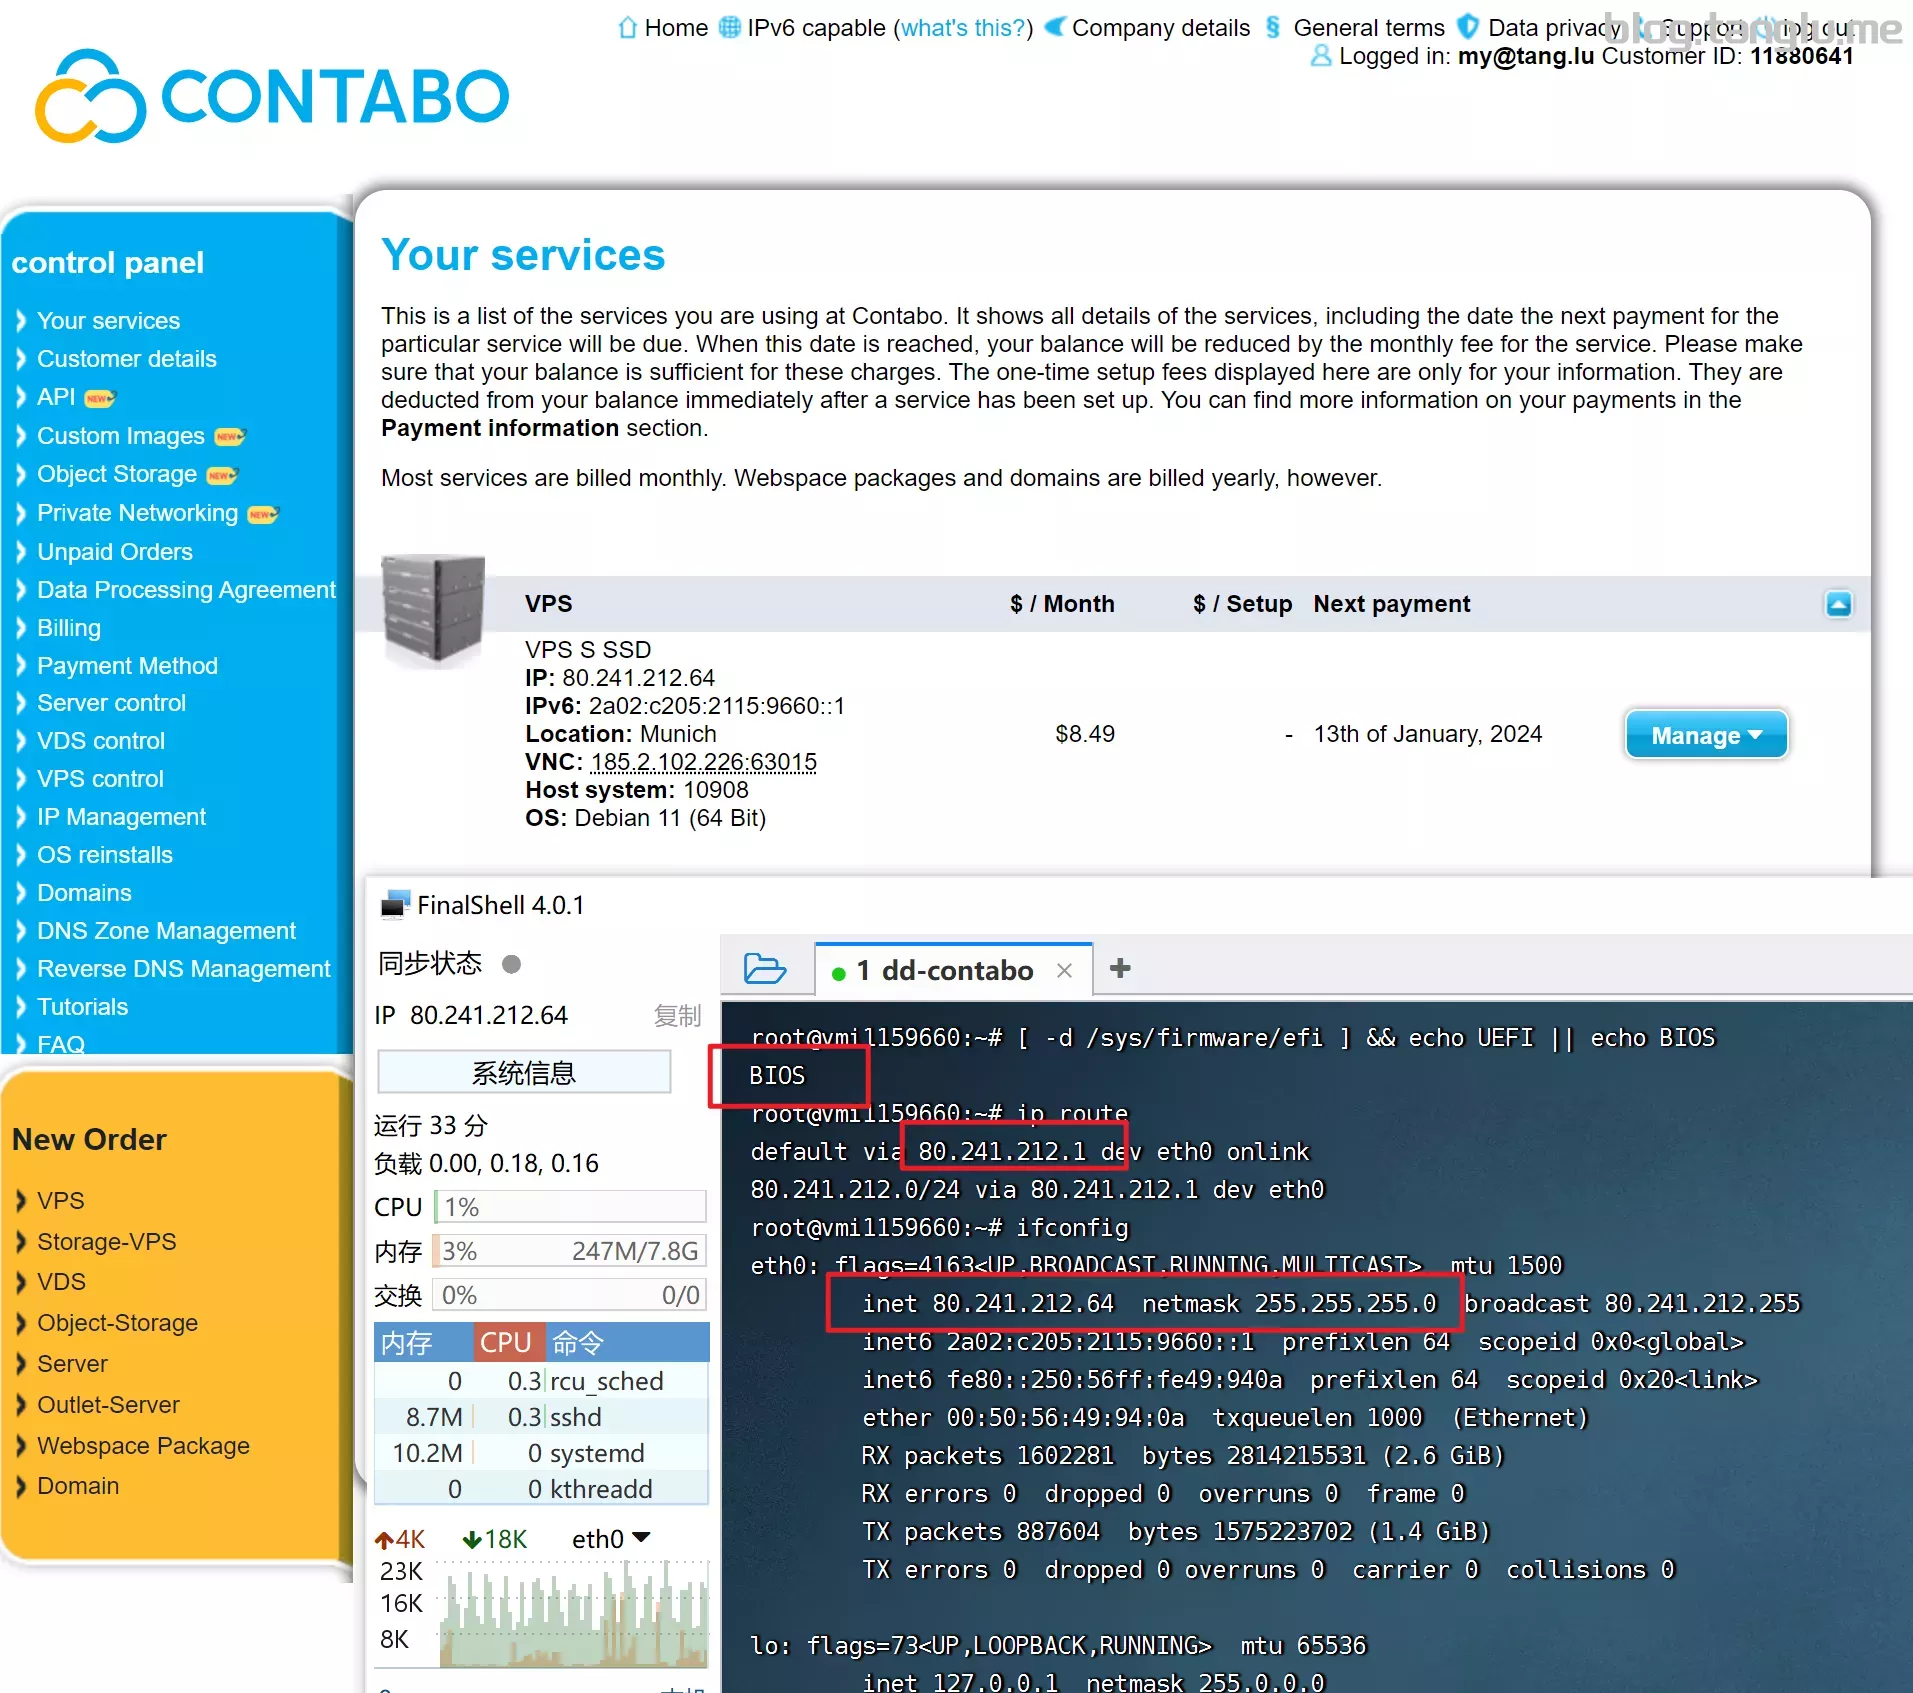 Home IPv6 capable (what's this?) Company details § General terms Data privacy Support log out
blog.tanglu.me
Logged in: my@tang.lu Customer ID: 11880641
CONTABO
control panel
Your services
Customer details
API NEW
Custom Images NEW
Object Storage NEW
Private Networking NEW
Unpaid Orders
Data Processing Agreement
Billing
Payment Method
Server control
VDS control
VPS control
IP Management
OS reinstalls
Domains
DNS Zone Management
Reverse DNS Management
Tutorials
FAQ
New Order
VPS
Storage-VPS
VDS
Object-Storage
Server
Outlet-Server
Webspace Package
Domain
Your services
This is a list of the services you are using at Contabo. It shows all details of the services, including the date the next payment for the
particular service will be due. When this date is reached, your balance will be reduced by the monthly fee for the service. Please make
sure that your balance is sufficient for these charges. The one-time setup fees displayed here are only for your information. They are
deducted from your balance immediately after a service has been set up. You can find more information on your payments in the
Payment information section.
Most services are billed monthly. Webspace packages and domains are billed yearly, however.
VPS $ / Month $ / Setup Next payment
VPS S SSD
IP: 80.241.212.64
IPv6: 2a02:c205:2115:9660::1
Location: Munich $8.49 - 13th of January, 2024 Manage
VNC: 185.2.102.226:63015
Host system: 10908
OS: Debian 11 (64 Bit)
FinalShell 4.0.1
同步状态
IP 80.241.212.64 复制
系统信息
运行 33 分
负载 0.00, 0.18, 0.16
CPU 1%
内存 3% 247M/7.8G
交换 0% 0/0
内存 CPU 命令
0 0.3 rcu_sched
8.7M 0.3 sshd
10.2M 0 systemd
0 0 kthreadd
4K 18K eth0
23K
16K
8K
1 dd-contabo × +
root@vmi1159660:~# [ -d /sys/firmware/efi ] && echo UEFI || echo BIOS
BIOS
root@vmi1159660:~# ip route
default via 80.241.212.1 dev eth0 onlink
80.241.212.0/24 via 80.241.212.1 dev eth0
root@vmi1159660:~# ifconfig
eth0: flags=4163<UP,BROADCAST,RUNNING,MULTICAST> mtu 1500
inet 80.241.212.64 netmask 255.255.255.0 broadcast 80.241.212.255
inet6 2a02:c205:2115:9660::1 prefixlen 64 scopeid 0x0<global>
inet6 fe80::250:56ff:fe49:940a prefixlen 64 scopeid 0x20<link>
ether 00:50:56:49:94:0a txqueuelen 1000 (Ethernet)
RX packets 1602281 bytes 2814215531 (2.6 GiB)
RX errors 0 dropped 0 overruns 0 frame 0
TX packets 887604 bytes 1575223702 (1.4 GiB)
TX errors 0 dropped 0 overruns 0 carrier 0 collisions 0
lo: flags=73<UP,LOOPBACK,RUNNING> mtu 65536
inet 127.0.0.1 netmask 255.0.0.0